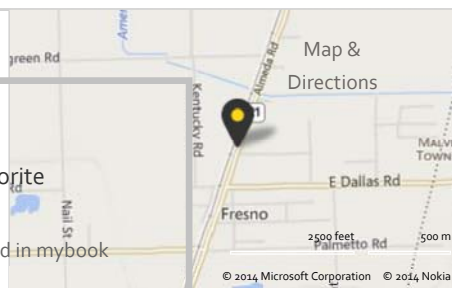 Map &
Directions
green Rd
Almeda Rd
Kentucky Rd
orite
Rd
Nail St
E Dallas Rd
Fresno
d in mybook
2500 feet
500 m
Palmetto Rd
© 2014 Microsoft Corporation © 2014 Nokia